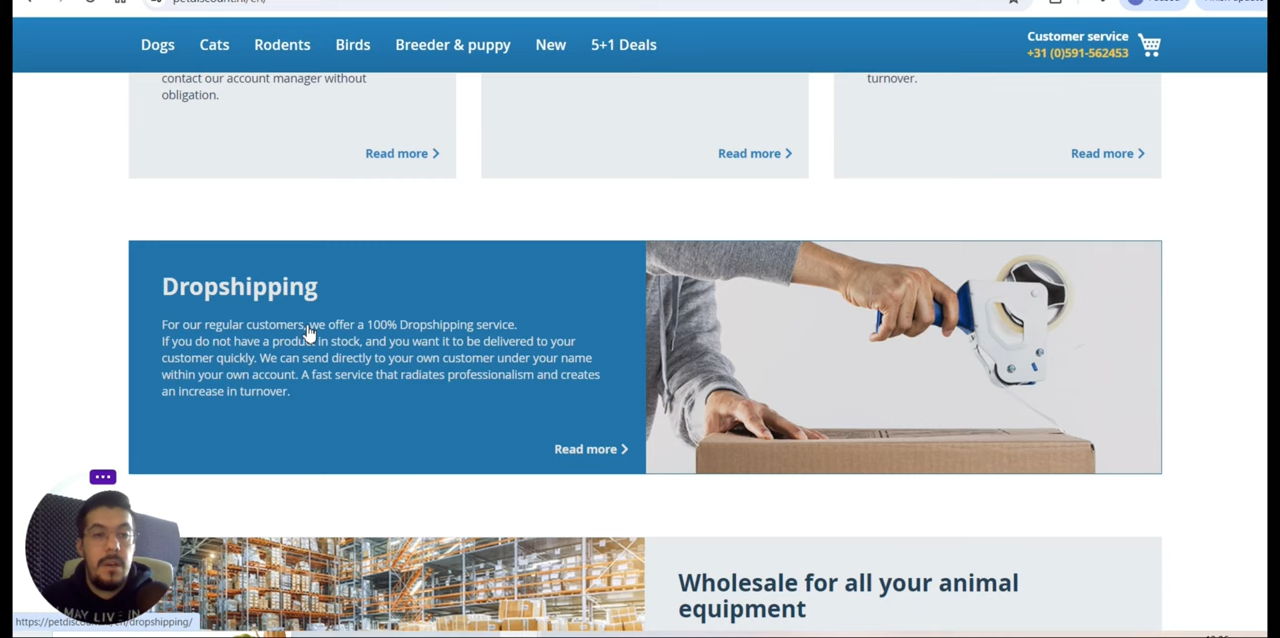 Dogs
Cats
Rodents
Birds
Breeder & puppy
New
5+1 Deals
Customer service
+31 (0)591-562453
contact our account manager without
obligation.
turnover.
Read more
Read more
Read more
Dropshipping
For our regular customers, we offer a 100% Dropshipping service.
If you do not have a product in stock, and you want it to be delivered to your
customer quickly. We can send directly to your own customer under your name
within your own account. A fast service that radiates professionalism and creates
an increase in turnover.
Read more
Wholesale for all your animal
equipment
MAY LIVE IN